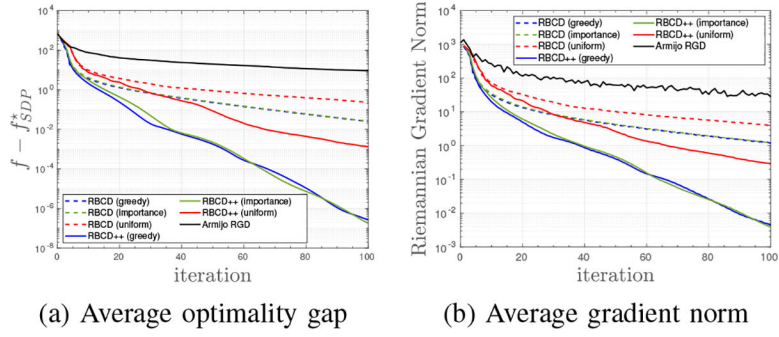 10^4
10^2
10^0
10^-2
10^-4
10^-6
10^-8
f − f*_SDP
RBCD (greedy)
RBCD (importance)
RBCD (uniform)
RBCD++ (greedy)
RBCD++ (importance)
RBCD++ (uniform)
Armijo RGD
0 20 40 60 80 100
iteration
(a) Average optimality gap
10^4
10^3
10^2
10^1
10^0
10^-1
10^-2
10^-3
Riemannian Gradient Norm
RBCD (greedy)
RBCD (importance)
RBCD (uniform)
RBCD++ (greedy)
RBCD++ (importance)
RBCD++ (uniform)
Armijo RGD
0 20 40 60 80 100
iteration
(b) Average gradient norm